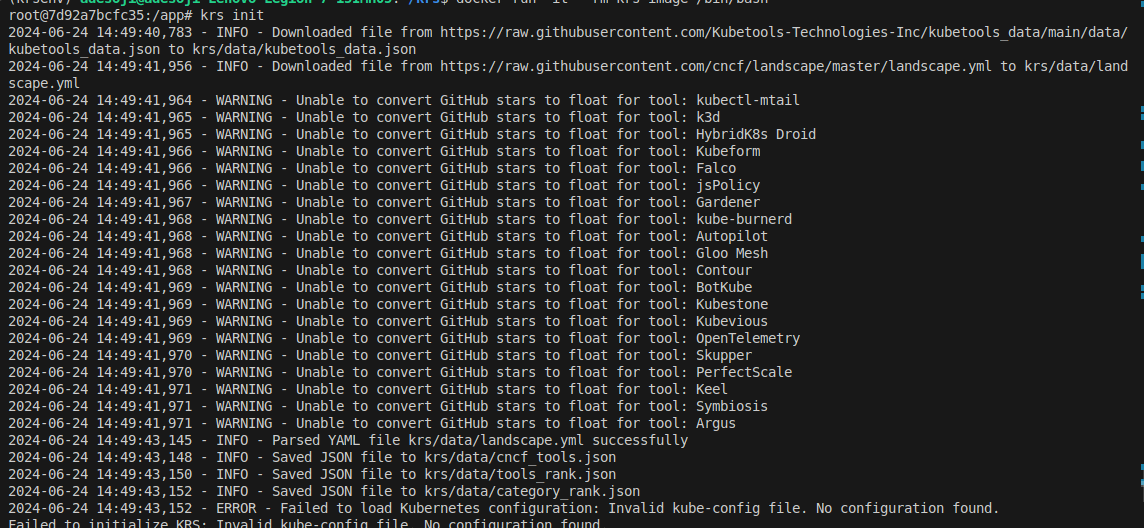 root@7d92a7bcfc35:/app# krs init
2024-06-24 14:49:40,783 - INFO - Downloaded file from https://raw.githubusercontent.com/Kubetools-Technologies-Inc/kubetools_data/main/data/
kubetools_data.json to krs/data/kubetools_data.json
2024-06-24 14:49:41,956 - INFO - Downloaded file from https://raw.githubusercontent.com/cncf/landscape/master/landscape.yml to krs/data/land
scape.yml
2024-06-24 14:49:41,964 - WARNING - Unable to convert GitHub stars to float for tool: kubectl-mtail
2024-06-24 14:49:41,965 - WARNING - Unable to convert GitHub stars to float for tool: k3d
2024-06-24 14:49:41,965 - WARNING - Unable to convert GitHub stars to float for tool: HybridK8s Droid
2024-06-24 14:49:41,966 - WARNING - Unable to convert GitHub stars to float for tool: Kubeform
2024-06-24 14:49:41,966 - WARNING - Unable to convert GitHub stars to float for tool: Falco
2024-06-24 14:49:41,966 - WARNING - Unable to convert GitHub stars to float for tool: jsPolicy
2024-06-24 14:49:41,967 - WARNING - Unable to convert GitHub stars to float for tool: Gardener
2024-06-24 14:49:41,968 - WARNING - Unable to convert GitHub stars to float for tool: kube-burnerd
2024-06-24 14:49:41,968 - WARNING - Unable to convert GitHub stars to float for tool: Autopilot
2024-06-24 14:49:41,968 - WARNING - Unable to convert GitHub stars to float for tool: Gloo Mesh
2024-06-24 14:49:41,968 - WARNING - Unable to convert GitHub stars to float for tool: Contour
2024-06-24 14:49:41,969 - WARNING - Unable to convert GitHub stars to float for tool: BotKube
2024-06-24 14:49:41,969 - WARNING - Unable to convert GitHub stars to float for tool: Kubestone
2024-06-24 14:49:41,969 - WARNING - Unable to convert GitHub stars to float for tool: Kubevious
2024-06-24 14:49:41,969 - WARNING - Unable to convert GitHub stars to float for tool: OpenTelemetry
2024-06-24 14:49:41,970 - WARNING - Unable to convert GitHub stars to float for tool: Skupper
2024-06-24 14:49:41,970 - WARNING - Unable to convert GitHub stars to float for tool: PerfectScale
2024-06-24 14:49:41,971 - WARNING - Unable to convert GitHub stars to float for tool: Keel
2024-06-24 14:49:41,971 - WARNING - Unable to convert GitHub stars to float for tool: Symbiosis
2024-06-24 14:49:41,971 - WARNING - Unable to convert GitHub stars to float for tool: Argus
2024-06-24 14:49:43,145 - INFO - Parsed YAML file krs/data/landscape.yml successfully
2024-06-24 14:49:43,148 - INFO - Saved JSON file to krs/data/cncf_tools.json
2024-06-24 14:49:43,150 - INFO - Saved JSON file to krs/data/tools_rank.json
2024-06-24 14:49:43,152 - INFO - Saved JSON file to krs/data/category_rank.json
2024-06-24 14:49:43,152 - ERROR - Failed to load Kubernetes configuration: Invalid kube-config file. No configuration found.
Failed to initialize KRS: Invalid kube-config file. No configuration found